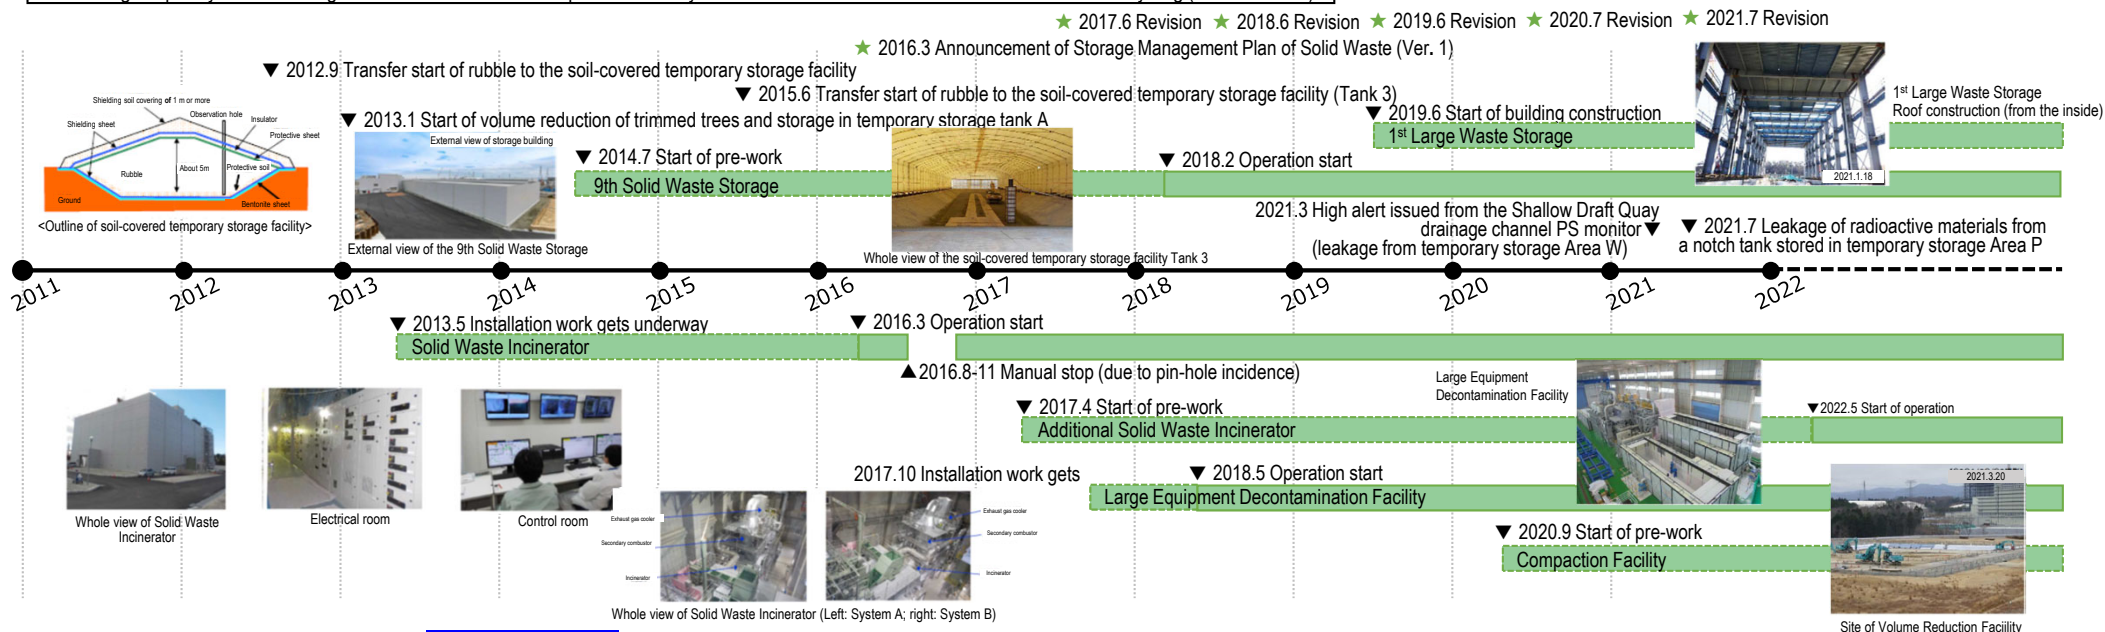 ★ 2017.6 Revision ★ 2018.6 Revision ★ 2019.6 Revision ★ 2020.7 Revision ★ 2021.7 Revision
★ 2016.3 Announcement of Storage Management Plan of Solid Waste (Ver. 1)
▼ 2012.9 Transfer start of rubble to the soil-covered temporary storage facility
▼ 2015.6 Transfer start of rubble to the soil-covered temporary storage facility (Tank 3)
▼ 2013.1 Start of volume reduction of trimmed trees and storage in temporary storage tank A
Shielding soil covering of 1 m or more
Shielding sheet
Observation hole
Insulator
Protective sheet
Rubble
About 5m
Protective soil
Ground
Bentonite sheet
<Outline of soil-covered temporary storage facility>
External view of storage building
External view of the 9th Solid Waste Storage
▼ 2014.7 Start of pre-work
9th Solid Waste Storage
Whole view of the soil-covered temporary storage facility Tank 3
▼ 2018.2 Operation start
▼ 2019.6 Start of building construction
1st Large Waste Storage
2021.1.18
1st Large Waste Storage
Roof construction (from the inside)
2021.3 High alert issued from the Shallow Draft Quay
drainage channel PS monitor ▼
(leakage from temporary storage Area W)
▼ 2021.7 Leakage of radioactive materials from
a notch tank stored in temporary storage Area P
2011 2012 2013 2014 2015 2016 2017 2018 2019 2020 2021 2022
▼ 2013.5 Installation work gets underway
Solid Waste Incinerator
▼ 2016.3 Operation start
▲2016.8-11 Manual stop (due to pin-hole incidence)
Large Equipment
Decontamination Facility
▼ 2017.4 Start of pre-work
Additional Solid Waste Incinerator
▼2022.5 Start of operation
2017.10 Installation work gets
▼ 2018.5 Operation start
Large Equipment Decontamination Facility
2021.3.20
▼ 2020.9 Start of pre-work
Compaction Facility
Site of Volume Reduction Faciility
Whole view of Solid Waste
Incinerator
Electrical room
Control room
Exhaust gas cooler
Secondary combustor
Incinerator
Exhaust gas cooler
Secondary combustor
Incinerator
Whole view of Solid Waste Incinerator (Left: System A; right: System B)